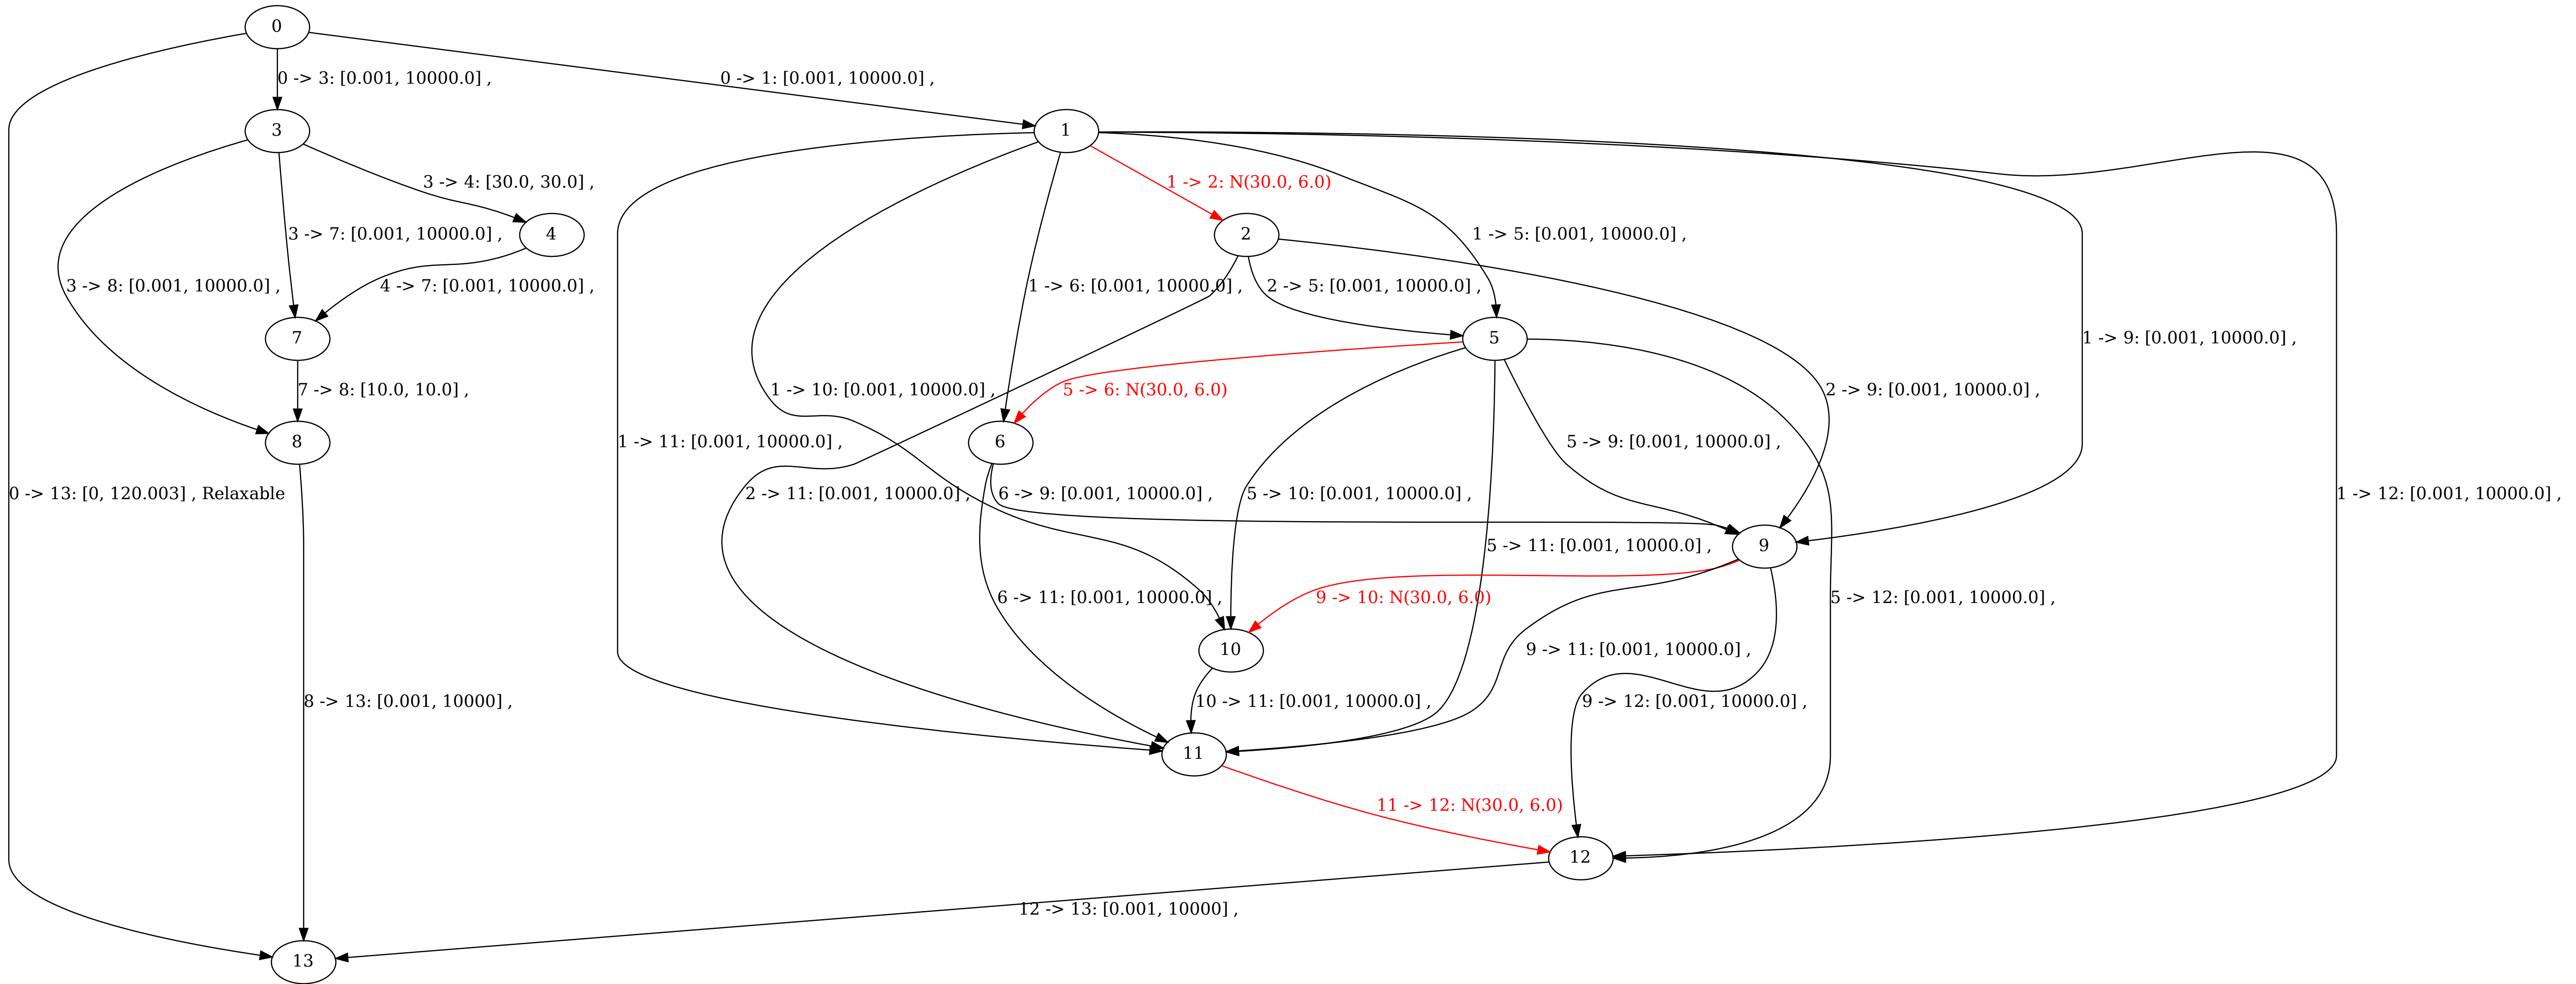 0
0 -> 3: [0.001, 10000.0] ,
0 -> 1: [0.001, 10000.0] ,
3
1
3 -> 4: [30.0, 30.0] ,
1 -> 2: N(30.0, 6.0)
3 -> 7: [0.001, 10000.0] ,
4
2
1 -> 5: [0.001, 10000.0] ,
3 -> 8: [0.001, 10000.0] ,
4 -> 7: [0.001, 10000.0] ,
1 -> 6: [0.001, 10000.0] ,
2 -> 5: [0.001, 10000.0] ,
7
5
1 -> 9: [0.001, 10000.0] ,
7 -> 8: [10.0, 10.0] ,
1 -> 10: [0.001, 10000.0] ,
5 -> 6: N(30.0, 6.0)
2 -> 9: [0.001, 10000.0] ,
8
1 -> 11: [0.001, 10000.0] ,
6
5 -> 9: [0.001, 10000.0] ,
0 -> 13: [0, 120.003] , Relaxable
2 -> 11: [0.001, 10000.0] ,
6 -> 9: [0.001, 10000.0] ,
5 -> 10: [0.001, 10000.0] ,
1 -> 12: [0.001, 10000.0] ,
5 -> 11: [0.001, 10000.0] ,
9
6 -> 11: [0.001, 10000.0] ,
9 -> 10: N(30.0, 6.0)
5 -> 12: [0.001, 10000.0] ,
10
9 -> 11: [0.001, 10000.0] ,
8 -> 13: [0.001, 10000] ,
10 -> 11: [0.001, 10000.0] ,
9 -> 12: [0.001, 10000.0] ,
11
11 -> 12: N(30.0, 6.0)
12
12 -> 13: [0.001, 10000] ,
13